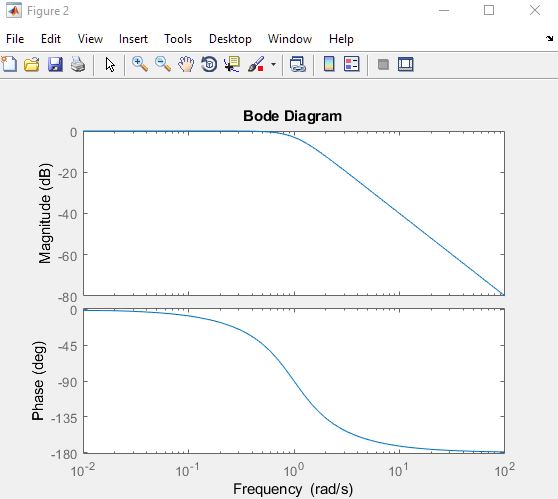 Figure 2
File Edit View Insert Tools Desktop Window Help
Bode Diagram
Magnitude (dB)
0
-20
-40
-60
-80
Phase (deg)
0
-45
-90
-135
-180
10^-2 10^-1 10^0 10^1 10^2
Frequency (rad/s)